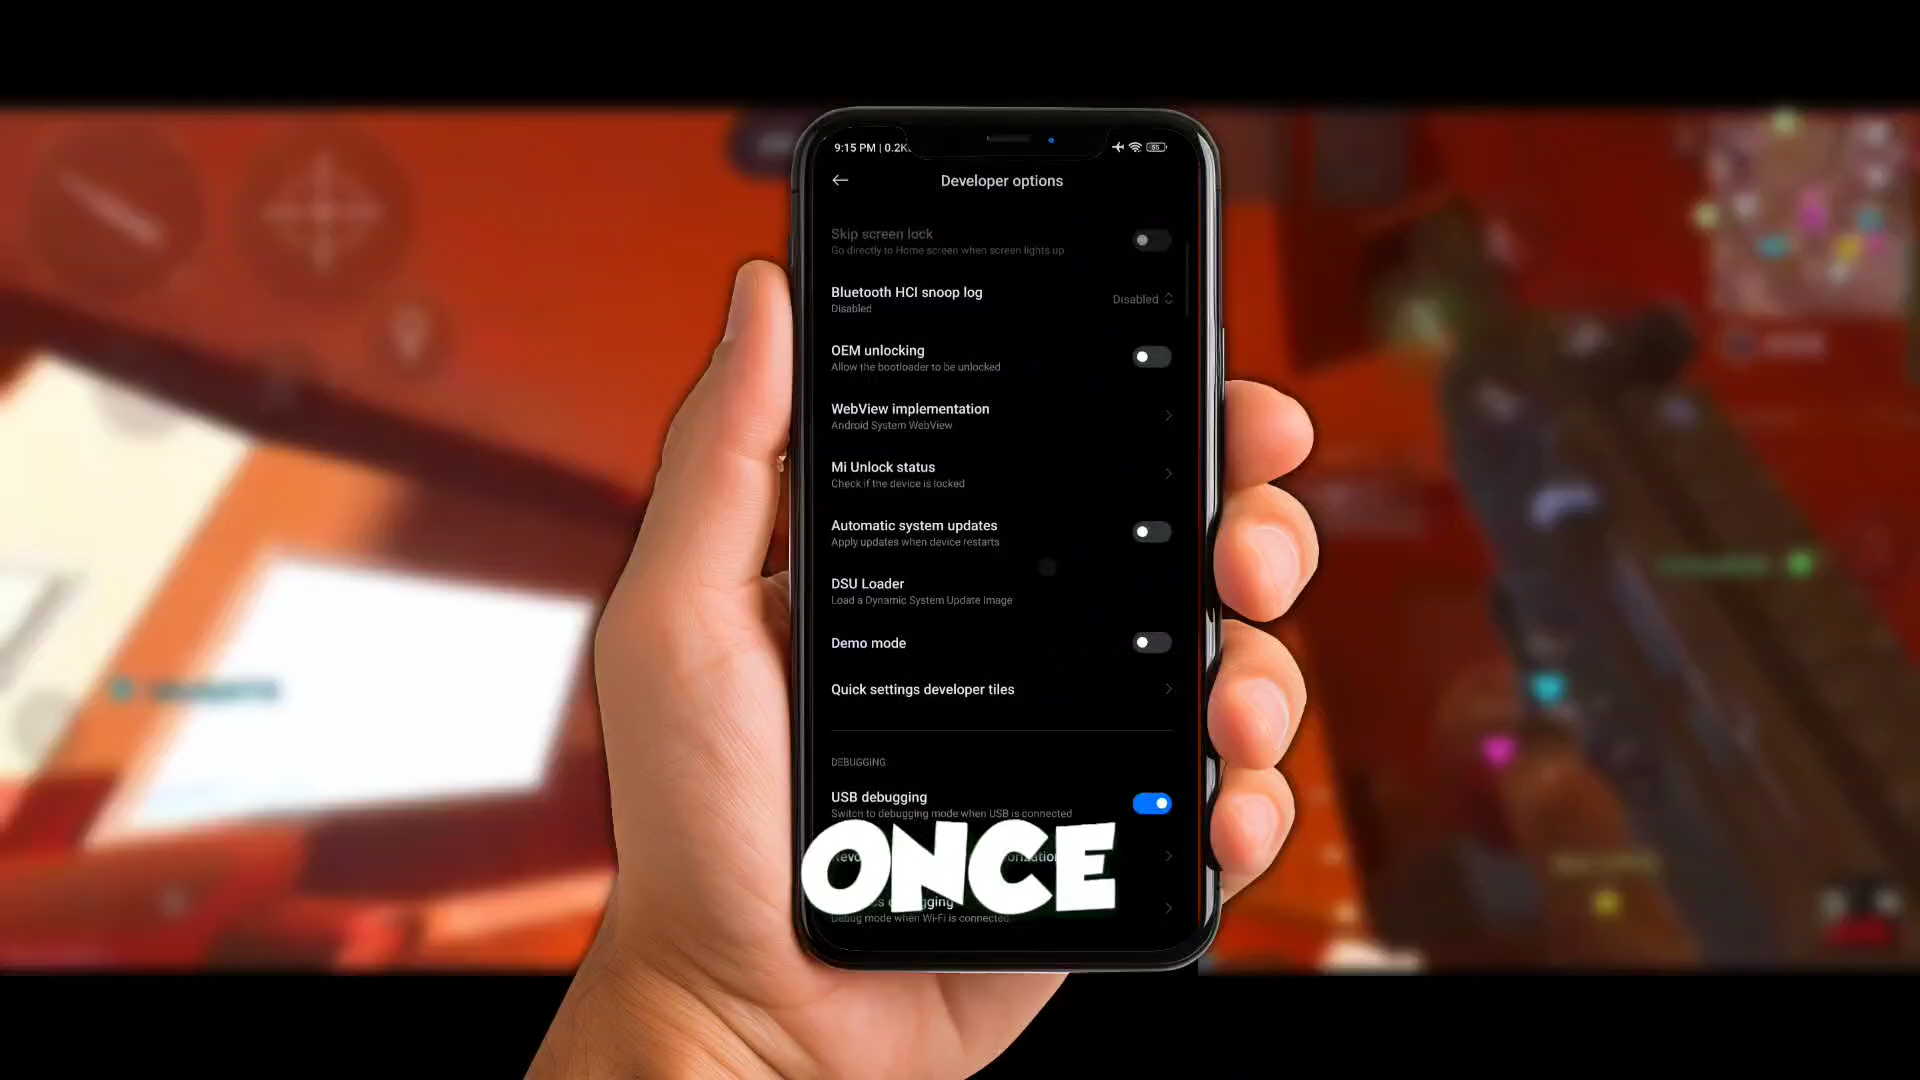 9:15 PM | 0.2K
55
Developer options
Skip screen lock
Go directly to Home screen when screen lights up
Bluetooth HCI snoop log
Disabled
Disabled
OEM unlocking
Allow the bootloader to be unlocked
WebView implementation
Android System WebView
Mi Unlock status
Check if the device is locked
Automatic system updates
Apply updates when device restarts
DSU Loader
Load a Dynamic System Update Image
Demo mode
Quick settings developer tiles
DEBUGGING
USB debugging
Switch to debugging mode when USB is connected
ONCE
Debug mode when Wi-Fi is connected